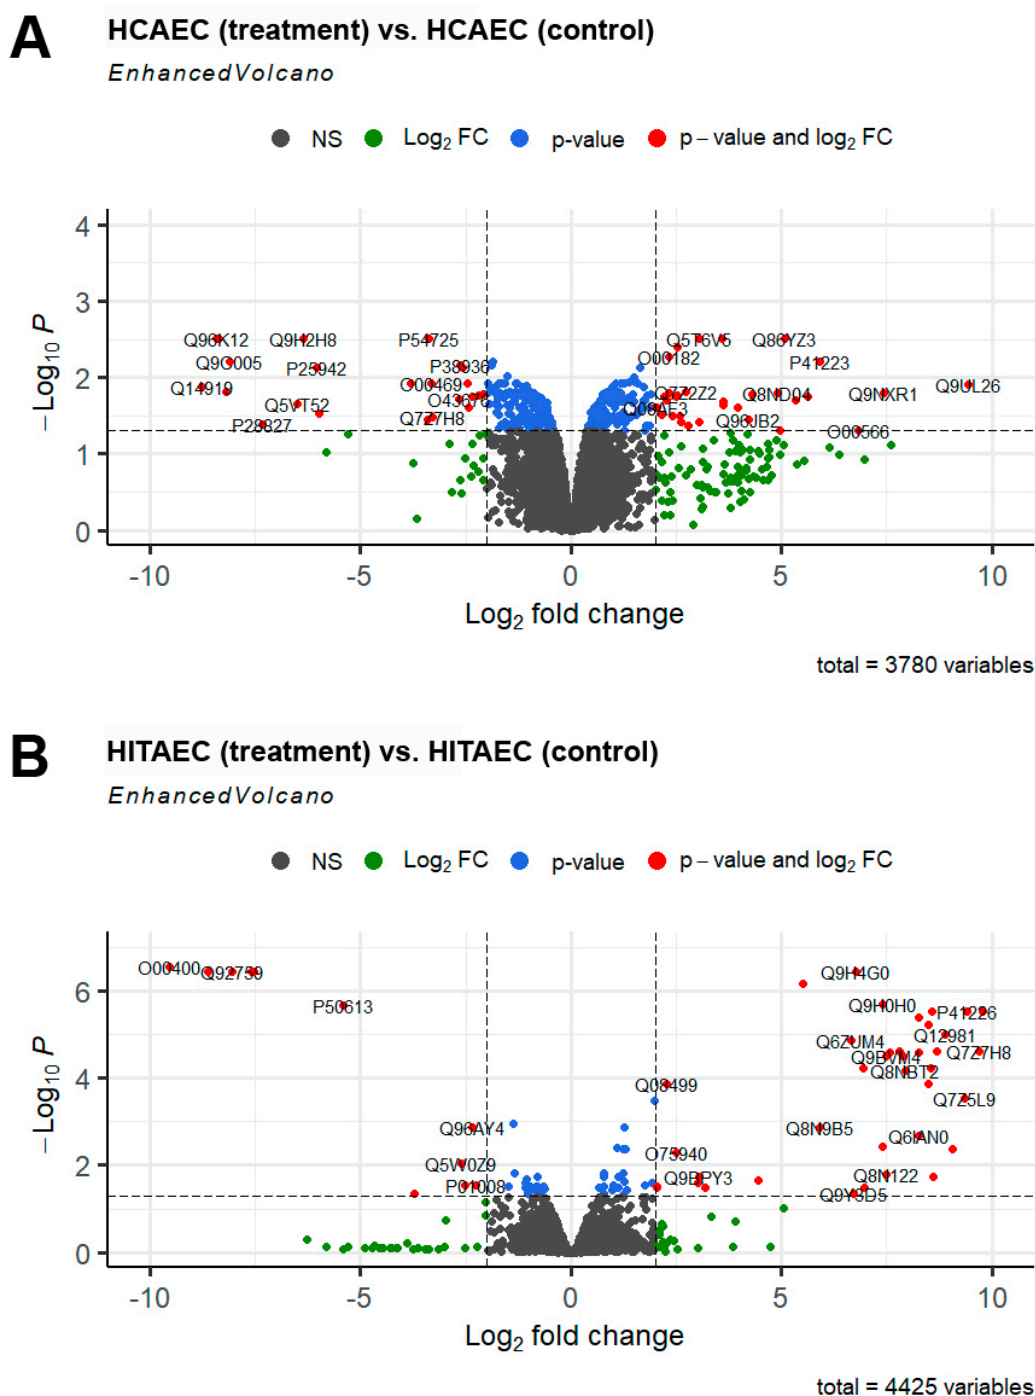 A
HCAEC (treatment) vs. HCAEC (control)
EnhancedVolcano
NS Log2 FC p-value p – value and log2 FC
4
3
2
1
0
–Log10 P
Q96K12 Q9H2H8 P54725 Q5T6V5 Q86YZ3
O00182 P41223
P25942 P38936
Q14919 O00469 Q9UL26
Q8ND04 Q9NXR1
Q5VT52 O43678
Q7Z7H8 Q96JB2
P28827 O00566
-10 -5 0 5 10
Log2 fold change
total = 3780 variables
B
HITAEC (treatment) vs. HITAEC (control)
EnhancedVolcano
NS Log2 FC p-value p – value and log2 FC
6
4
2
0
–Log10 P
O00400 Q92759 Q9H4G0
P50613 Q9H0H0 P41226
Q6ZUM4 Q12981
Q9BVM4 Q7Z7H8
Q8NBT2
Q08499
Q7Z5L9
Q96AY4 Q8N9B5
Q6IAN0
O75940
Q5W0Z9
Q8N122
P01008
Q9Y3D5
-10 -5 0 5 10
Log2 fold change
total = 4425 variables